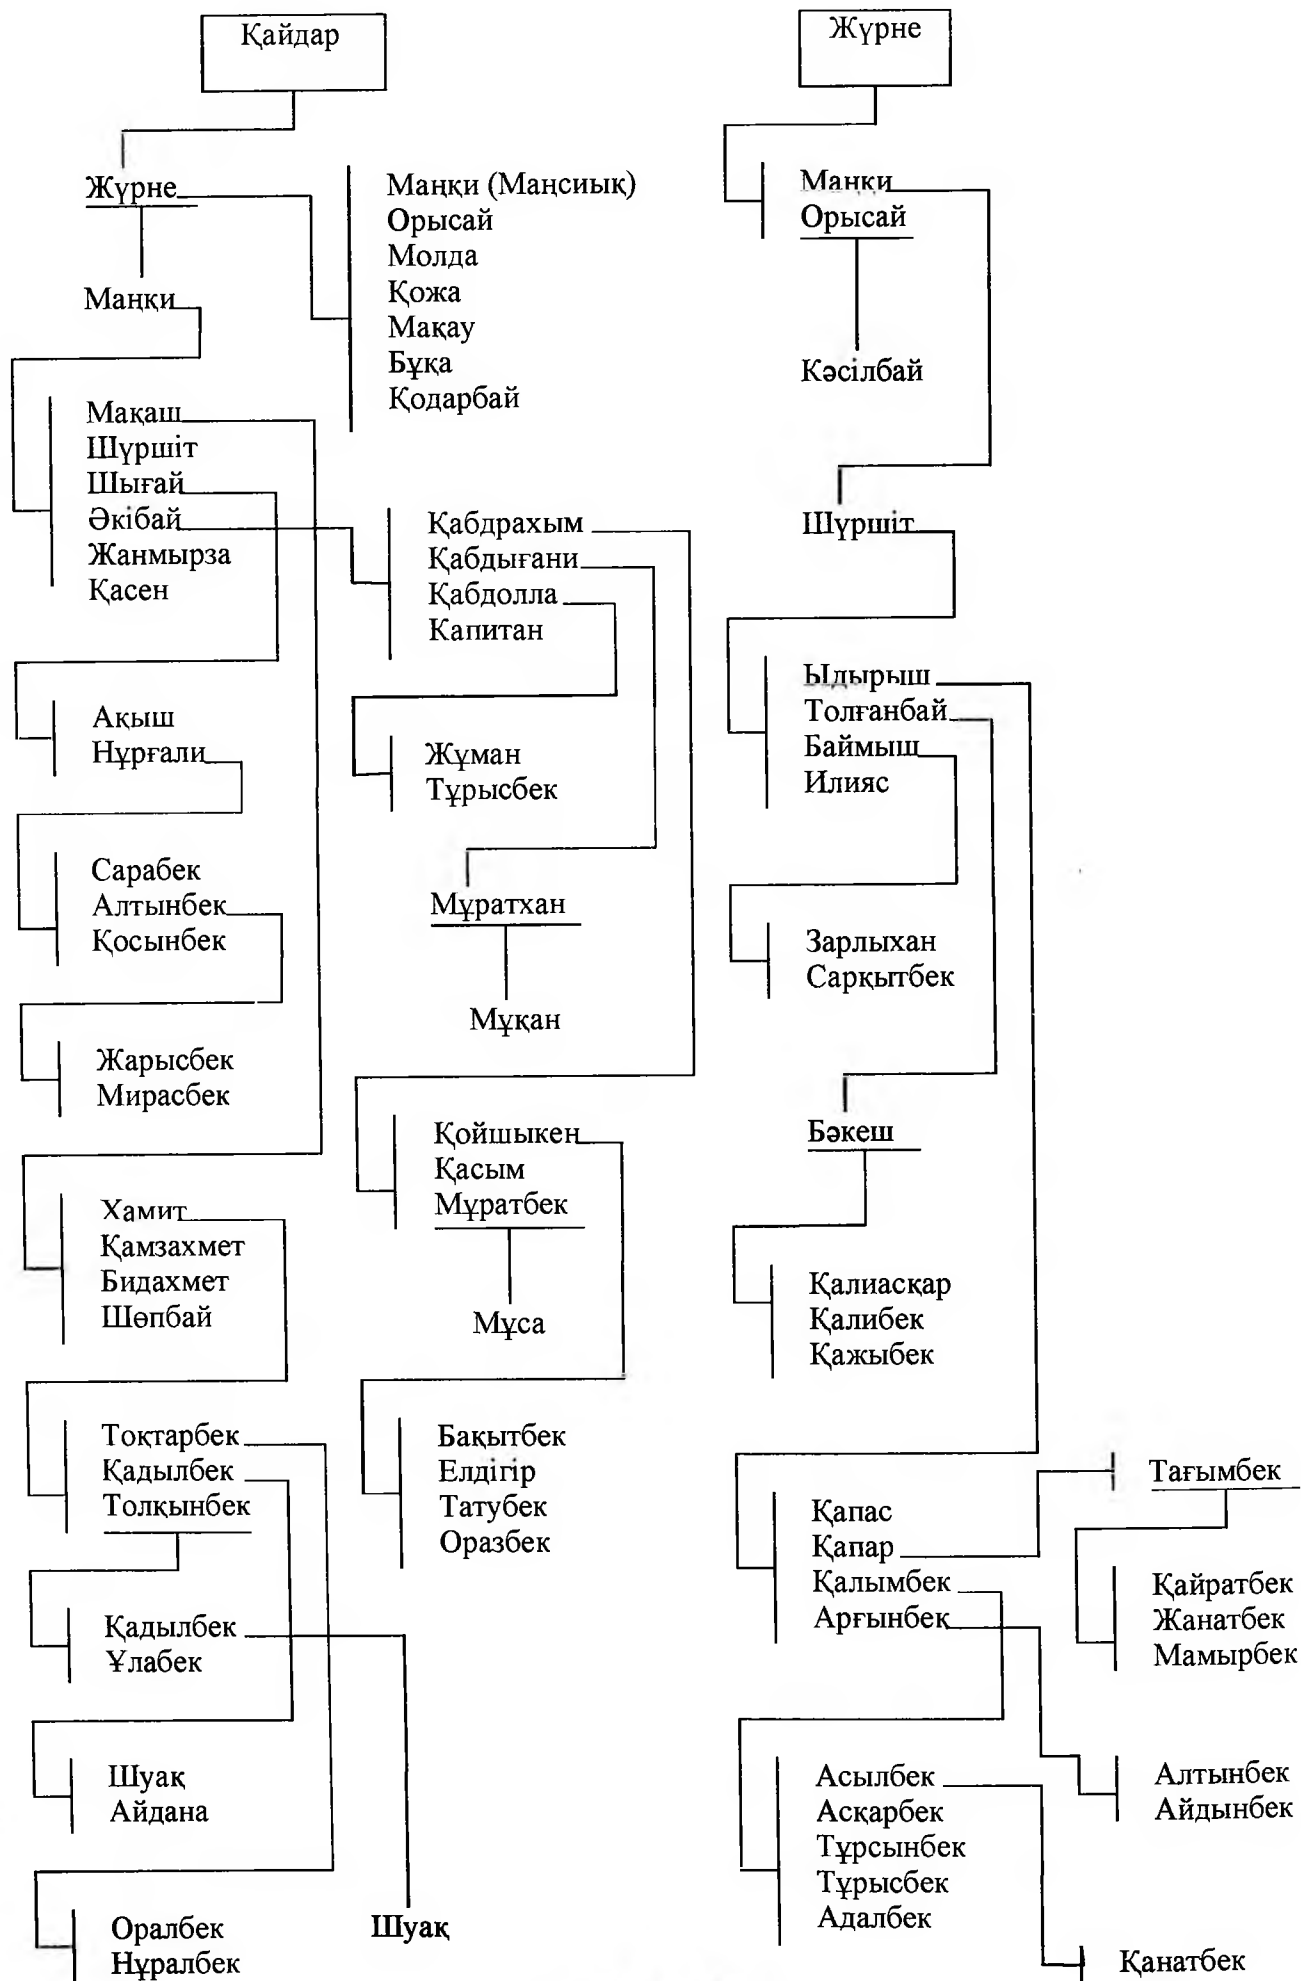 Қайдар
Жүрне
Маңки
Маңки (Маңсиық)
Орысай
Молда
Қожа
Мақау
Бұқа
Қодарбай
Мақаш
Шүршіт
Шығай
Әкібай
Жанмырза
Қасен
Қабдрахым
Қабдығани
Қабдолла
Капитан
Ақыш
Нұрғали
Жұман
Тұрысбек
Сарабек
Алтынбек
Қосынбек
Мұратхан
Мұқан
Жарысбек
Мирасбек
Қойшыкен
Қасым
Мұратбек
Мұса
Хамит
Қамзахмет
Бидахмет
Шөпбай
Тоқтарбек
Қадылбек
Толқынбек
Бақытбек
Елдігір
Татубек
Оразбек
Қадылбек
Ұлабек
Шуақ
Айдана
Оралбек
Нұралбек
Шуақ
Жүрне
Маңки
Орысай
Кәсілбай
Шүршіт
Ыдырыш
Толғанбай
Баймыш
Илияс
Зарлыхан
Сарқытбек
Бәкеш
Қалиасқар
Қалибек
Қажыбек
Қапас
Қапар
Қалымбек
Арғынбек
Тағымбек
Қайратбек
Жанатбек
Мамырбек
Асылбек
Асқарбек
Тұрсынбек
Тұрысбек
Адалбек
Алтынбек
Айдынбек
Қанатбек